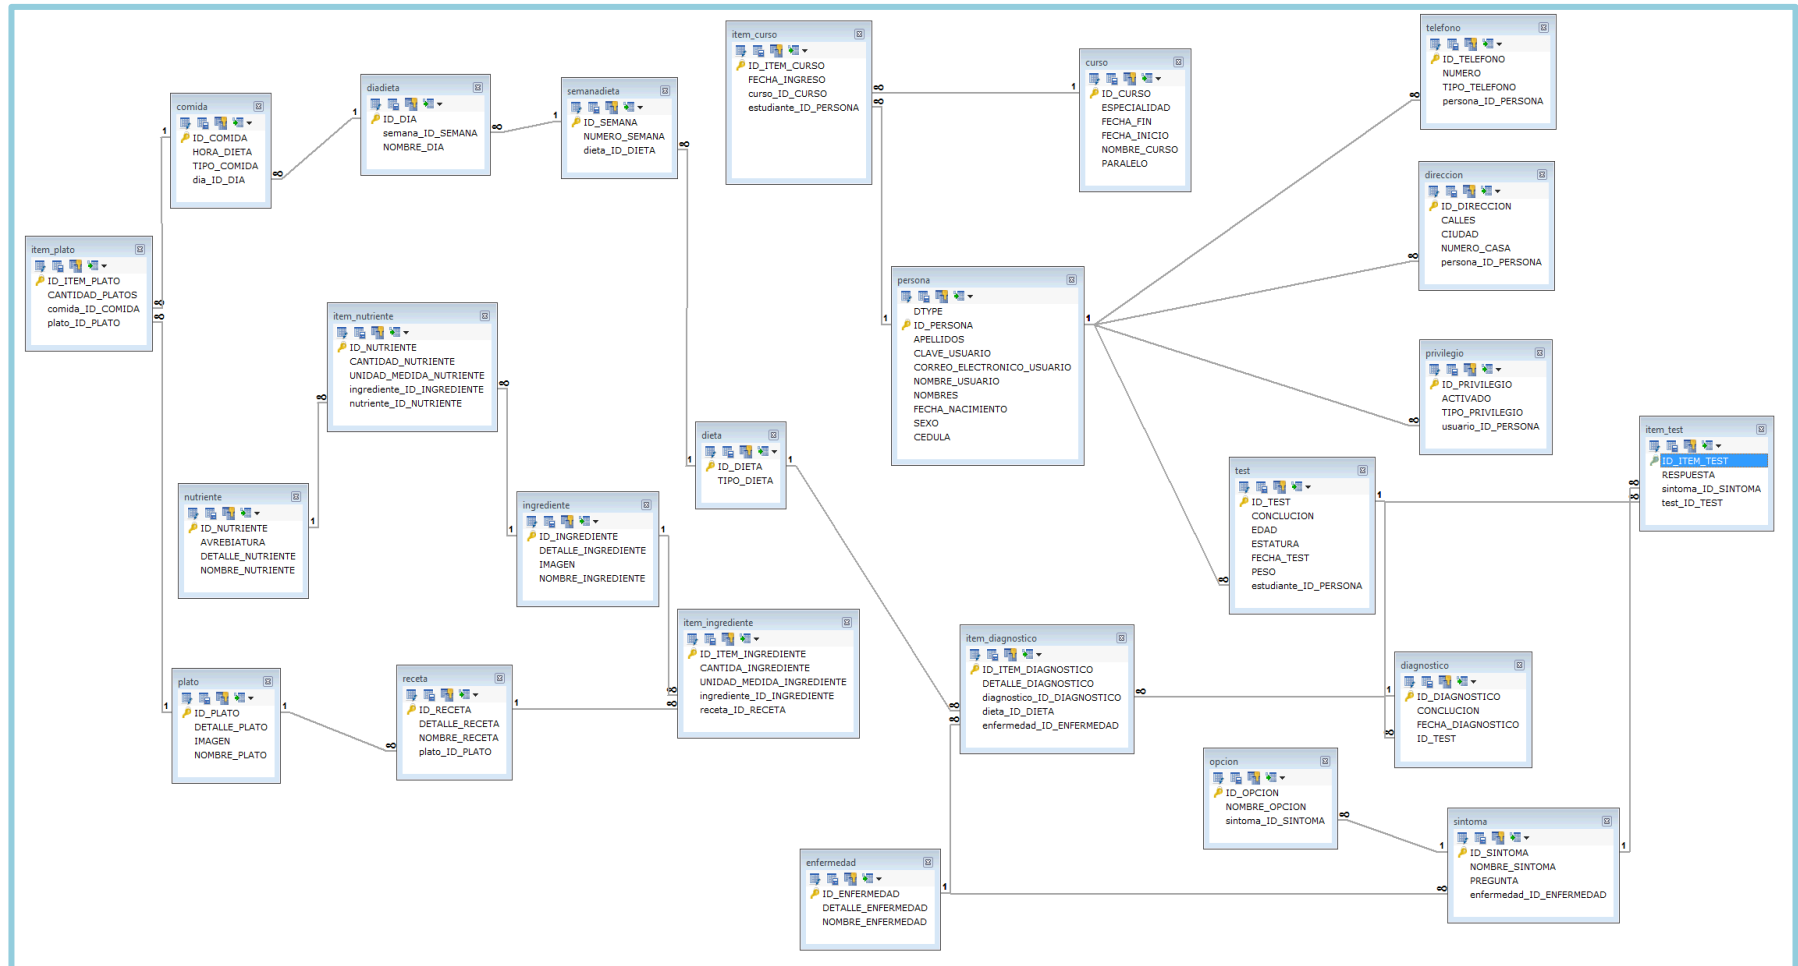 item_curso
ID_ITEM_CURSO
FECHA_INGRESO
curso_ID_CURSO
estudiante_ID_PERSONA
telefono
ID_TELEFONO
NUMERO
TIPO_TELEFONO
persona_ID_PERSONA
curso
ID_CURSO
ESPECIALIDAD
FECHA_FIN
FECHA_INICIO
NOMBRE_CURSO
PARALELO
diadieta
ID_DIA
semana_ID_SEMANA
NOMBRE_DIA
semanadieta
ID_SEMANA
NUMERO_SEMANA
dieta_ID_DIETA
comida
ID_COMIDA
HORA_DIETA
TIPO_COMIDA
dia_ID_DIA
direccion
ID_DIRECCION
CALLES
CIUDAD
NUMERO_CASA
persona_ID_PERSONA
item_plato
ID_ITEM_PLATO
CANTIDAD_PLATOS
comida_ID_COMIDA
plato_ID_PLATO
persona
DTYPE
ID_PERSONA
APELLIDOS
CLAVE_USUARIO
CORREO_ELECTRONICO_USUARIO
NOMBRE_USUARIO
NOMBRES
FECHA_NACIMIENTO
SEXO
CEDULA
item_nutriente
ID_NUTRIENTE
CANTIDAD_NUTRIENTE
UNIDAD_MEDIDA_NUTRIENTE
ingrediente_ID_INGREDIENTE
nutriente_ID_NUTRIENTE
privilegio
ID_PRIVILEGIO
ACTIVADO
TIPO_PRIVILEGIO
usuario_ID_PERSONA
item_test
ID_ITEM_TEST
RESPUESTA
sintoma_ID_SINTOMA
test_ID_TEST
dieta
ID_DIETA
TIPO_DIETA
test
ID_TEST
CONCLUCION
EDAD
ESTATURA
FECHA_TEST
PESO
estudiante_ID_PERSONA
nutriente
ID_NUTRIENTE
AVREBIATURA
DETALLE_NUTRIENTE
NOMBRE_NUTRIENTE
ingrediente
ID_INGREDIENTE
DETALLE_INGREDIENTE
IMAGEN
NOMBRE_INGREDIENTE
item_ingrediente
ID_ITEM_INGREDIENTE
CANTIDA_INGREDIENTE
UNIDAD_MEDIDA_INGREDIENTE
ingrediente_ID_INGREDIENTE
receta_ID_RECETA
item_diagnostico
ID_ITEM_DIAGNOSTICO
DETALLE_DIAGNOSTICO
diagnostico_ID_DIAGNOSTICO
dieta_ID_DIETA
enfermedad_ID_ENFERMEDAD
diagnostico
ID_DIAGNOSTICO
CONCLUCION
FECHA_DIAGNOSTICO
ID_TEST
plato
ID_PLATO
DETALLE_PLATO
IMAGEN
NOMBRE_PLATO
receta
ID_RECETA
DETALLE_RECETA
NOMBRE_RECETA
plato_ID_PLATO
opcion
ID_OPCION
NOMBRE_OPCION
sintoma_ID_SINTOMA
sintoma
ID_SINTOMA
NOMBRE_SINTOMA
PREGUNTA
enfermedad_ID_ENFERMEDAD
enfermedad
ID_ENFERMEDAD
DETALLE_ENFERMEDAD
NOMBRE_ENFERMEDAD